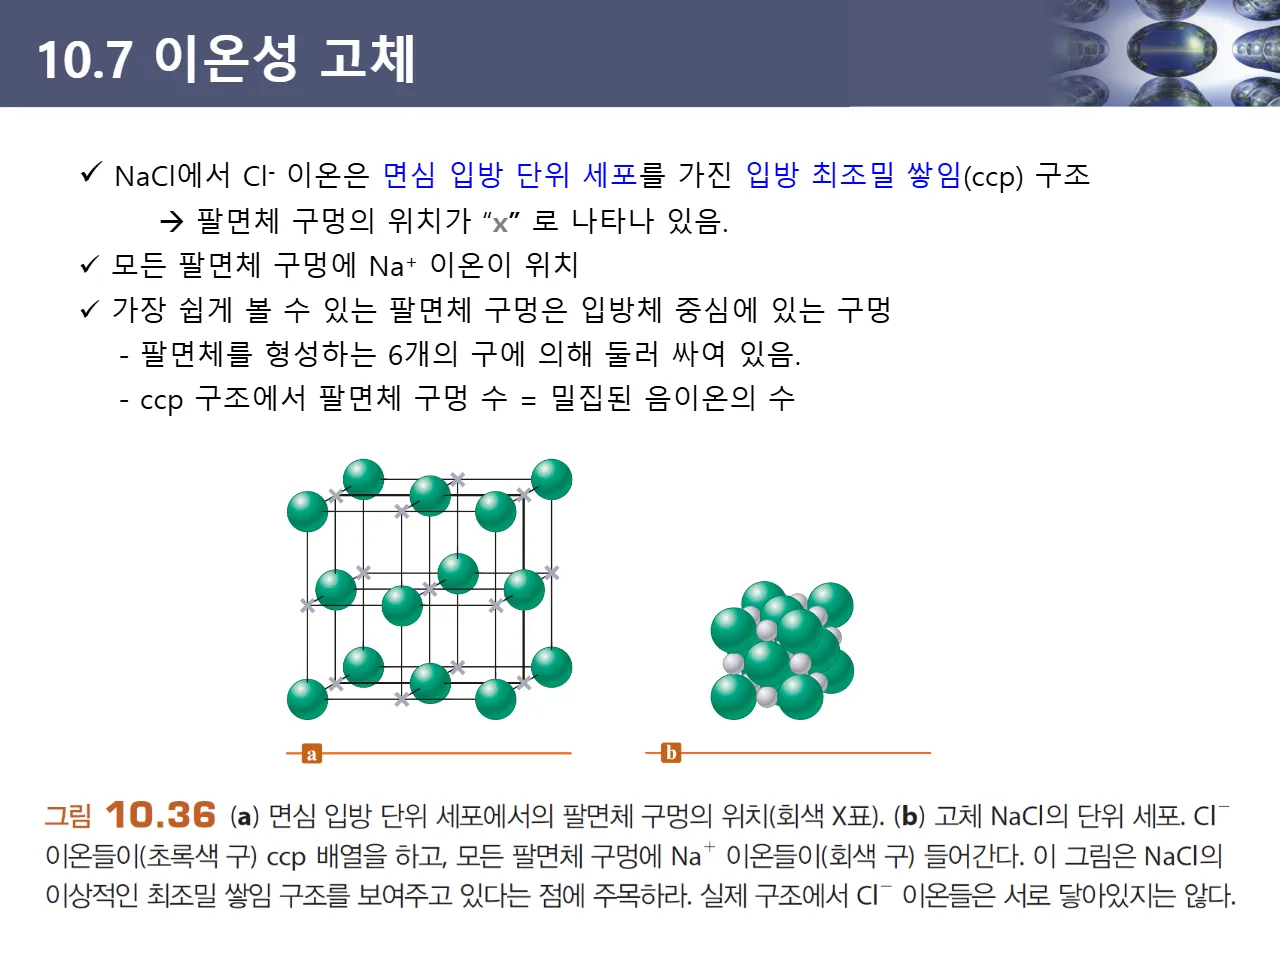 10.7 이온성 고체
✓ NaCl에서 Cl⁻ 이온은 면심 입방 단위 세포를 가진 입방 최조밀 쌓임(ccp) 구조
→ 팔면체 구멍의 위치가 “x” 로 나타나 있음.
✓ 모든 팔면체 구멍에 Na⁺ 이온이 위치
✓ 가장 쉽게 볼 수 있는 팔면체 구멍은 입방체 중심에 있는 구멍
- 팔면체를 형성하는 6개의 구에 의해 둘러 싸여 있음.
- ccp 구조에서 팔면체 구멍 수 = 밀집된 음이온의 수
a b
그림 10.36 (a) 면심 입방 단위 세포에서의 팔면체 구멍의 위치(회색 X표). (b) 고체 NaCl의 단위 세포. Cl⁻
이온들이(초록색 구) ccp 배열을 하고, 모든 팔면체 구멍에 Na⁺ 이온들이(회색 구) 들어간다. 이 그림은 NaCl의
이상적인 최조밀 쌓임 구조를 보여주고 있다는 점에 주목하라. 실제 구조에서 Cl⁻ 이온들은 서로 닿아있지는 않다.